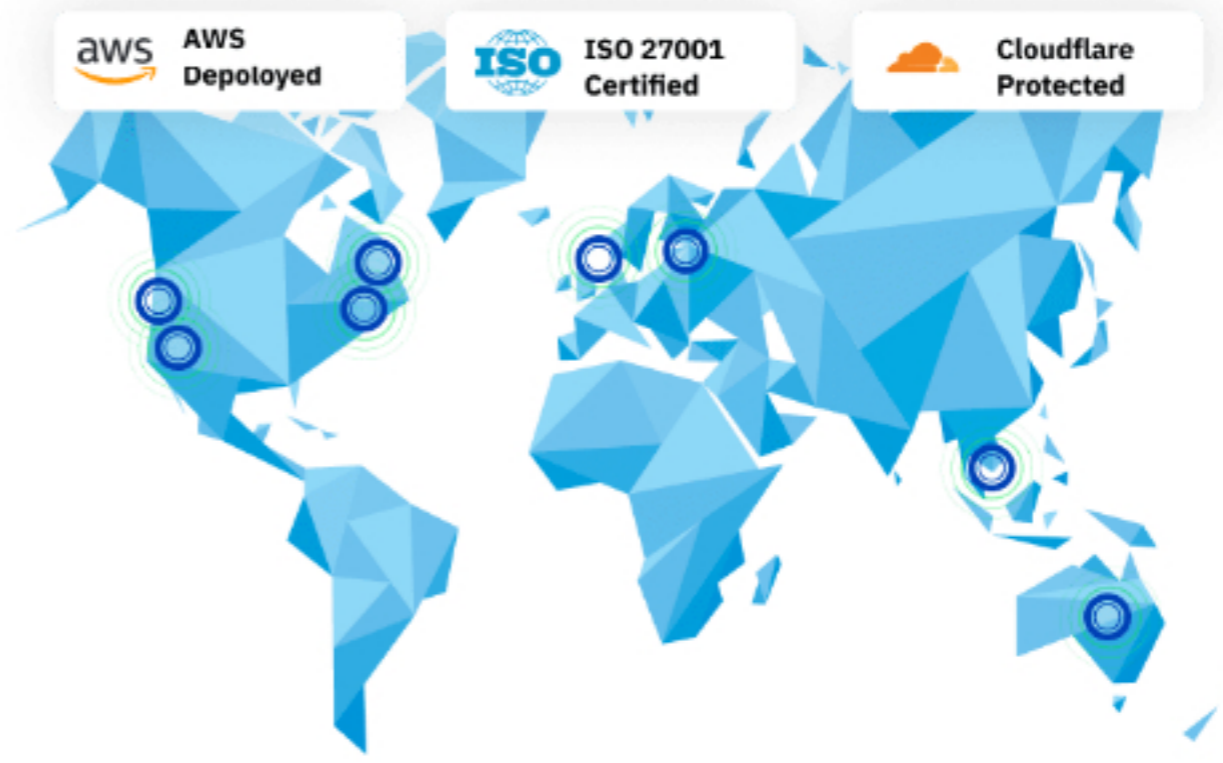 aws
AWS
Depoloyed
ISO
ISO 27001
Certified
Cloudflare
Protected